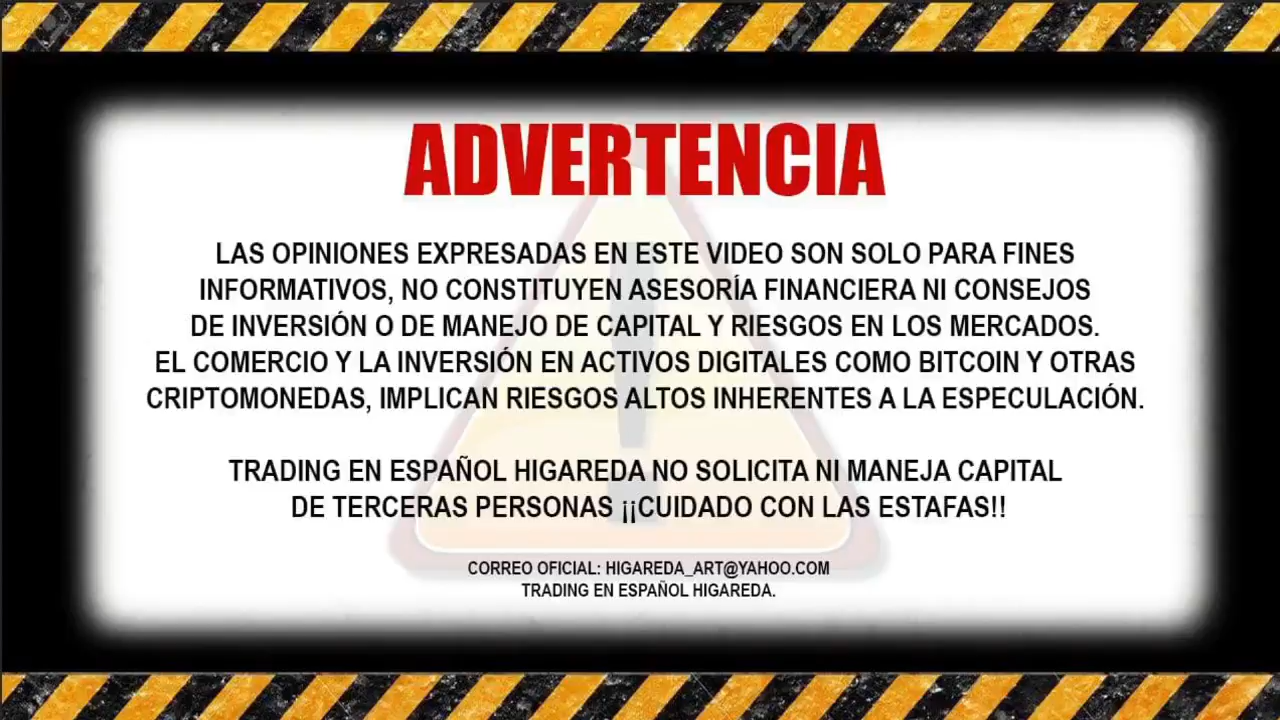 ADVERTENCIA
LAS OPINIONES EXPRESADAS EN ESTE VIDEO SON SOLO PARA FINES
INFORMATIVOS, NO CONSTITUYEN ASESORÍA FINANCIERA NI CONSEJOS
DE INVERSIÓN O DE MANEJO DE CAPITAL Y RIESGOS EN LOS MERCADOS.
EL COMERCIO Y LA INVERSIÓN EN ACTIVOS DIGITALES COMO BITCOIN Y OTRAS
CRIPTOMONEDAS, IMPLICAN RIESGOS ALTOS INHERENTES A LA ESPECULACIÓN.
TRADING EN ESPAÑOL HIGAREDA NO SOLICITA NI MANEJA CAPITAL
DE TERCERAS PERSONAS ¡¡CUIDADO CON LAS ESTAFAS!!
CORREO OFICIAL: HIGAREDA_ART@YAHOO.COM
TRADING EN ESPAÑOL HIGAREDA.